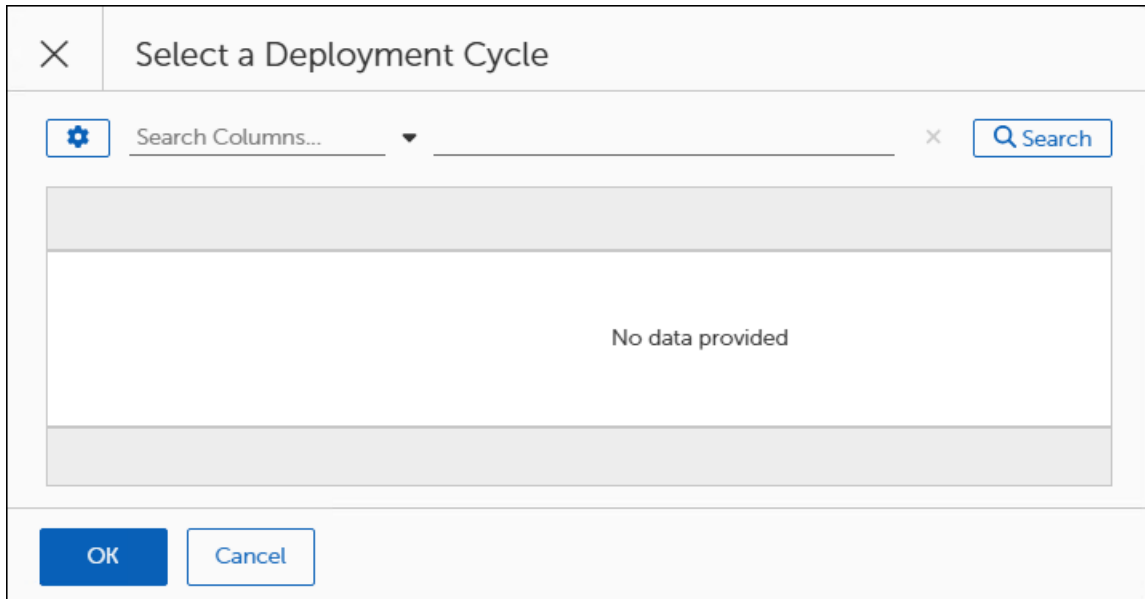 Select a Deployment Cycle
Search Columns... Search
No data provided
OK Cancel